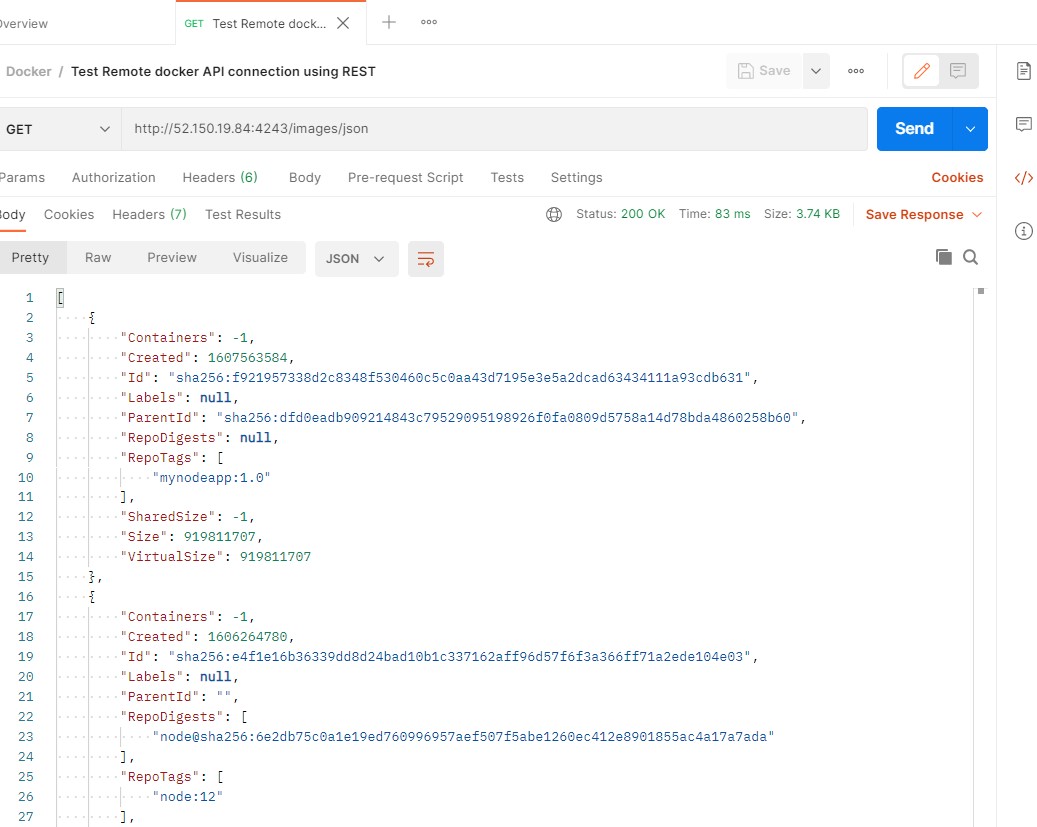 Overview
GET Test Remote dock...
Docker / Test Remote docker API connection using REST
Save
GET http://52.150.19.84:4243/images/json Send
Params Authorization Headers (6) Body Pre-request Script Tests Settings Cookies
Body Cookies Headers (7) Test Results Status: 200 OK Time: 83 ms Size: 3.74 KB Save Response
Pretty Raw Preview Visualize JSON
1 [
2 {
3 "Containers": -1,
4 "Created": 1607563584,
5 "Id": "sha256:f921957338d2c8348f530460c5c0aa43d7195e3e5a2dcad63434111a93cdb631",
6 "Labels": null,
7 "ParentId": "sha256:dfd0eadb909214843c79529095198926f0fa0809d5758a14d78bda4860258b60",
8 "RepoDigests": null,
9 "RepoTags": [
10 "mynodeapp:1.0"
11 ],
12 "SharedSize": -1,
13 "Size": 919811707,
14 "VirtualSize": 919811707
15 },
16 {
17 "Containers": -1,
18 "Created": 1606264780,
19 "Id": "sha256:e4f1e16b36339dd8d24bad10b1c337162aff96d57f6f3a366ff71a2ede104e03",
20 "Labels": null,
21 "ParentId": "",
22 "RepoDigests": [
23 "node@sha256:6e2db75c0a1e19ed760996957aef507f5abe1260ec412e8901855ac4a17a7ada"
24 ],
25 "RepoTags": [
26 "node:12"
27 ],